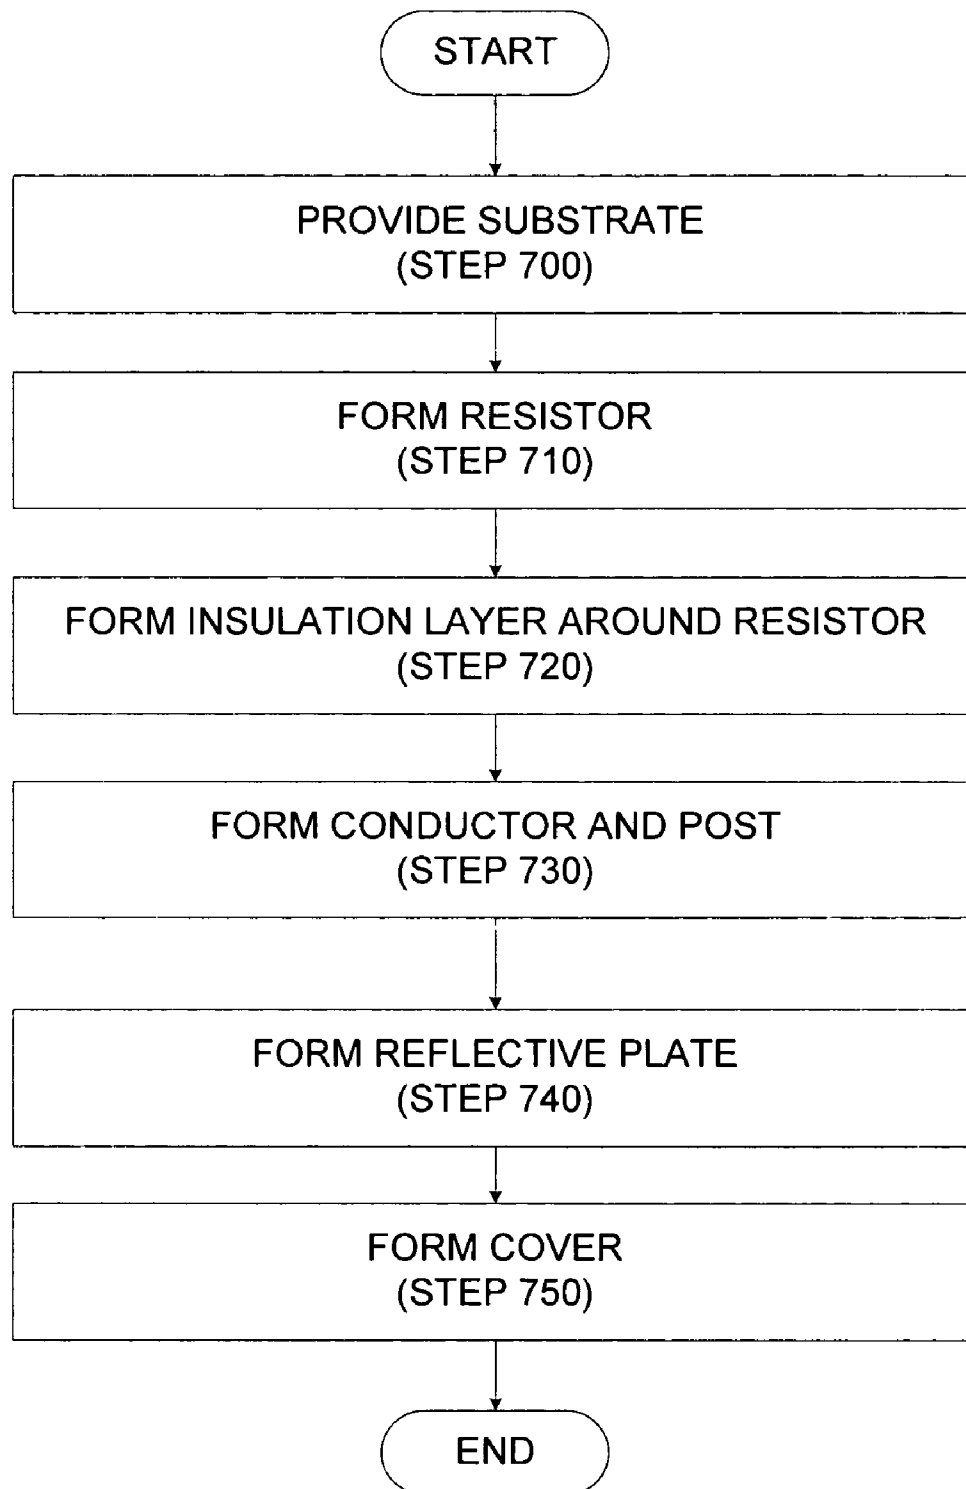 START
PROVIDE SUBSTRATE
(STEP 700)
FORM RESISTOR
(STEP 710)
FORM INSULATION LAYER AROUND RESISTOR
(STEP 720)
FORM CONDUCTOR AND POST
(STEP 730)
FORM REFLECTIVE PLATE
(STEP 740)
FORM COVER
(STEP 750)
END